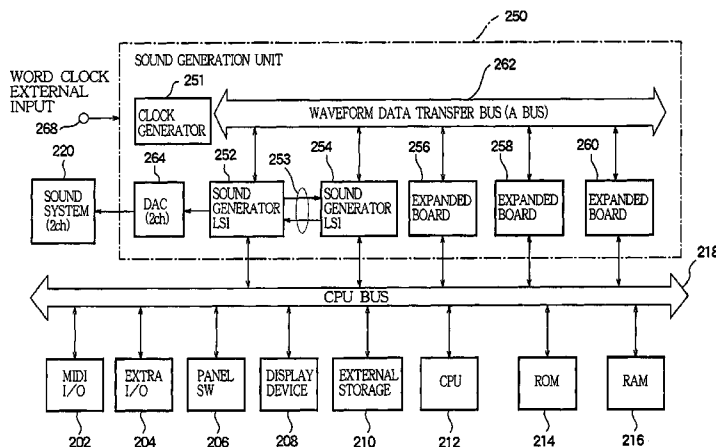 250
SOUND GENERATION UNIT
262
WORD CLOCK
EXTERNAL
INPUT
251
268
CLOCK
GENERATOR
WAVEFORM DATA TRANSFER BUS (A BUS)
220
264
252
253
254
256
258
260
SOUND
SYSTEM
(2ch)
DAC
(2ch)
SOUND
GENERATOR
LSI
SOUND
GENERATOR
LSI
EXPANDED
BOARD
EXPANDED
BOARD
EXPANDED
BOARD
218
CPU BUS
MIDI
I/O
EXTRA
I/O
PANEL
SW
DISPLAY
DEVICE
EXTERNAL
STORAGE
CPU
ROM
RAM
202
204
206
208
210
212
214
216